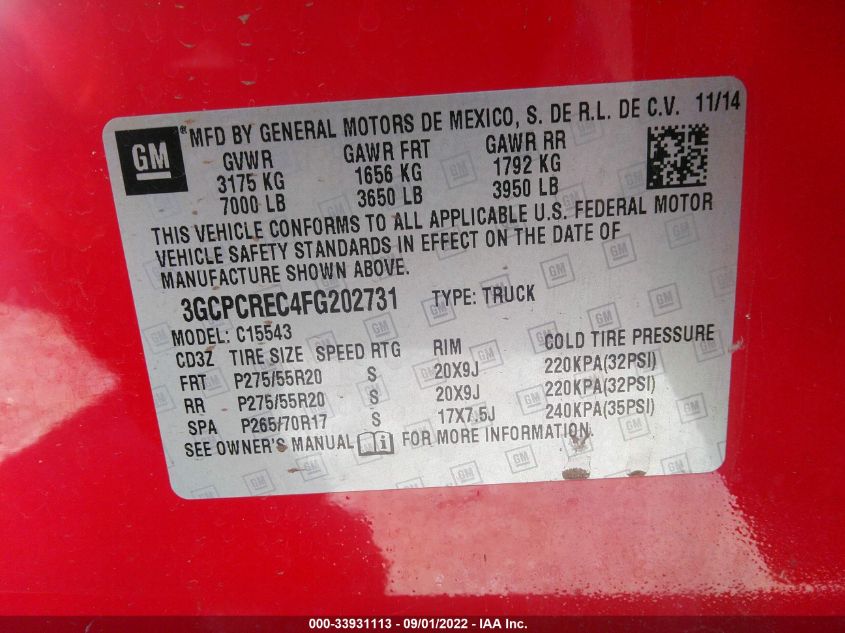 GM
® MFD BY GENERAL MOTORS DE MEXICO, S. DE R.L. DE C.V. 11/14
GVWR GAWR FRT GAWR RR
3175 KG 1656 KG 1792 KG
7000 LB 3650 LB 3950 LB
THIS VEHICLE CONFORMS TO ALL APPLICABLE U.S. FEDERAL MOTOR
VEHICLE SAFETY STANDARDS IN EFFECT ON THE DATE OF
MANUFACTURE SHOWN ABOVE.
3GCPCREC4FG202731 TYPE: TRUCK
MODEL: C15543
CD3Z TIRE SIZE SPEED RTG RIM COLD TIRE PRESSURE
FRT P275/55R20 S 20X9J 220KPA(32PSI)
RR P275/55R20 S 20X9J 220KPA(32PSI)
SPA P265/70R17 S 17X7.5J 240KPA(35PSI)
SEE OWNER'S MANUAL i FOR MORE INFORMATION.
000-33931113 - 09/01/2022 - IAA Inc.